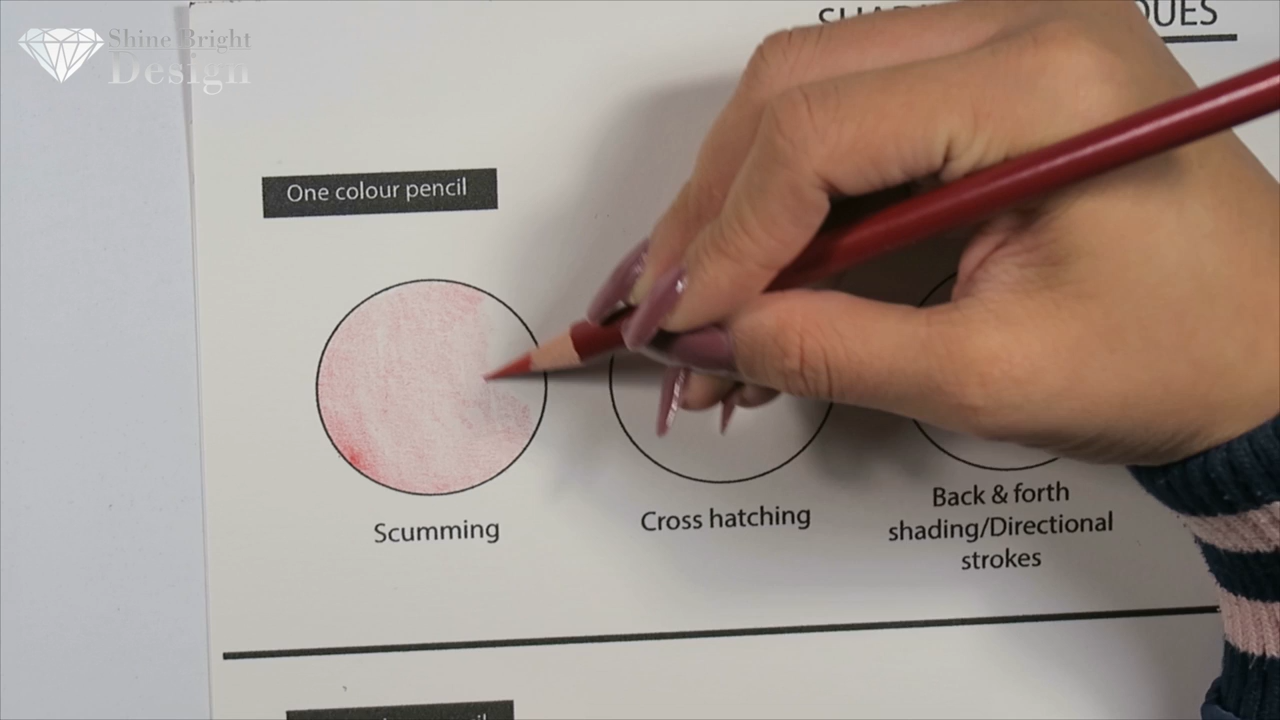 Shine Bright
Design
One colour pencil
Scumming
Cross hatching
Back & forth
shading/Directional
strokes